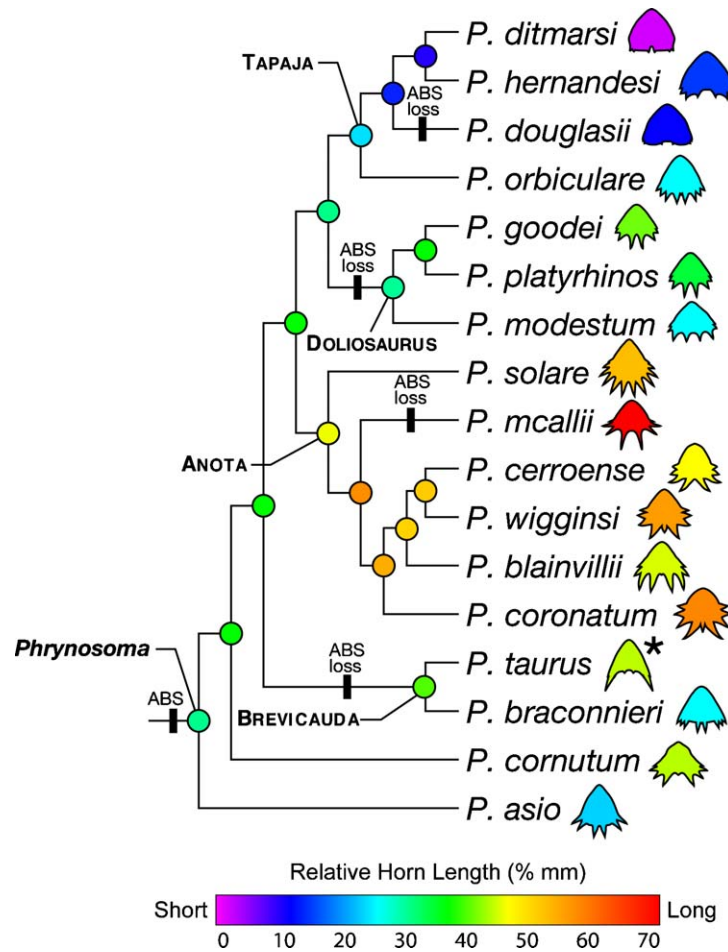 P. ditmarsi
TAPAJA
P. hernandesi
ABS
loss
P. douglasii
P. orbiculare
P. goodei
ABS
loss
P. platyrhinos
DOLIOSAURUS
P. modestum
P. solare
ABS
loss
P. mcallii
ANOTA
P. cerroense
P. wigginsi
P. blainvillii
P. coronatum
Phrynosoma
ABS
loss
P. taurus *
ABS
BREVICAUDA
P. braconnieri
P. cornutum
P. asio
Relative Horn Length (% mm)
Short Long
0 10 20 30 40 50 60 70